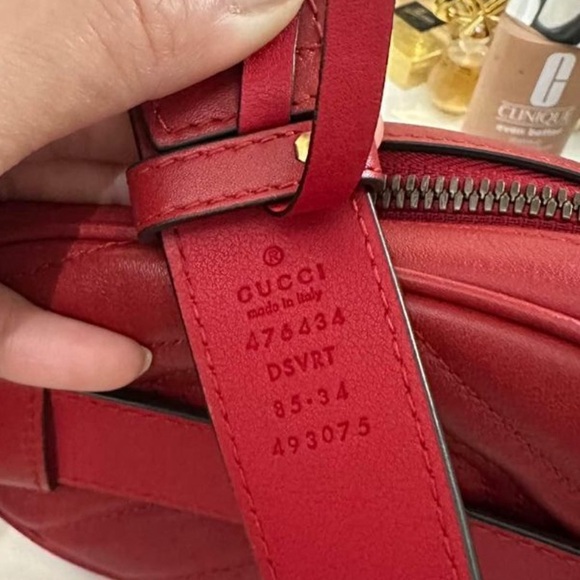 ®
GUCCI
made in Italy
476434
DSVRT
85·34
493075
C
CLINIQUE
even better